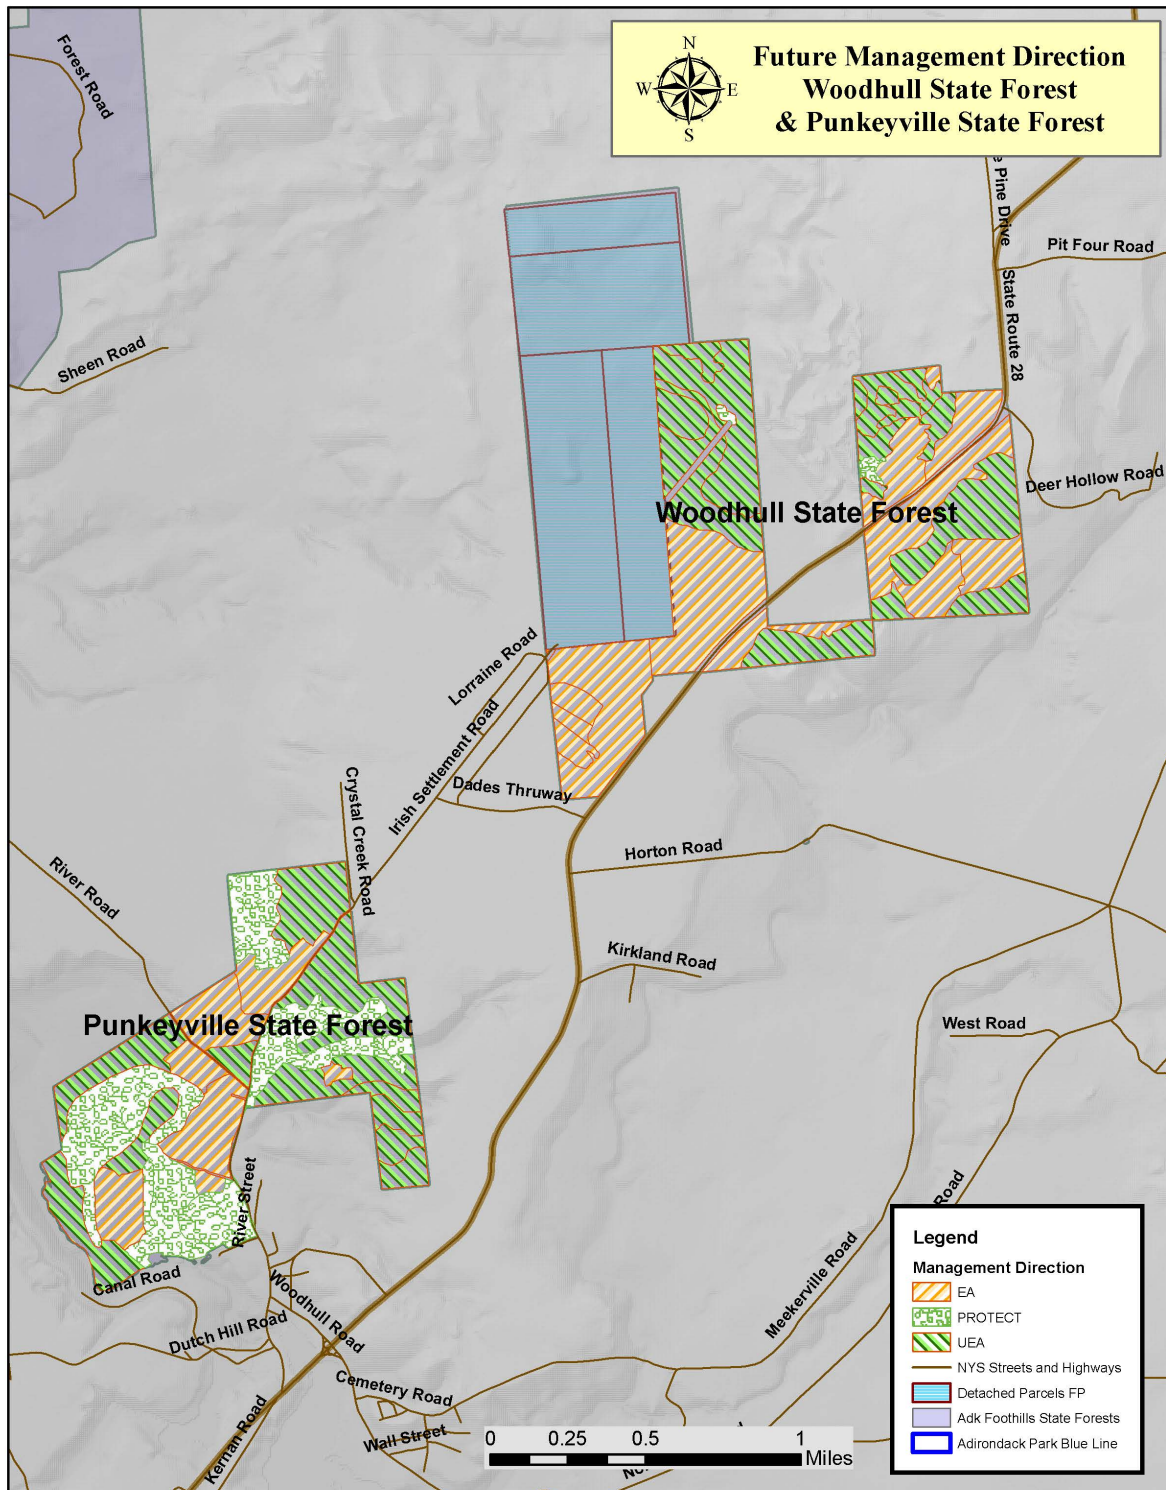 N
W E
S
Future Management Direction
Woodhull State Forest
& Punkeyville State Forest
Forest Road
Pine Drive
Pit Four Road
State Route 28
Sheen Road
Deer Hollow Road
Woodhull State Forest
Lorraine Road
Irish Settlement Road
Crystal Creek Road
Dades Thruway
Horton Road
River Road
Kirkland Road
Punkeyville State Forest
West Road
River Street
Road
Canal Road
Woodhull Road
Dutch Hill Road
Meekerville Road
Cemetery Road
Wall Street
Kernan Road
0 0.25 0.5 1
Miles
Legend
Management Direction
EA
PROTECT
UEA
NYS Streets and Highways
Detached Parcels FP
Adk Foothills State Forests
Adirondack Park Blue Line